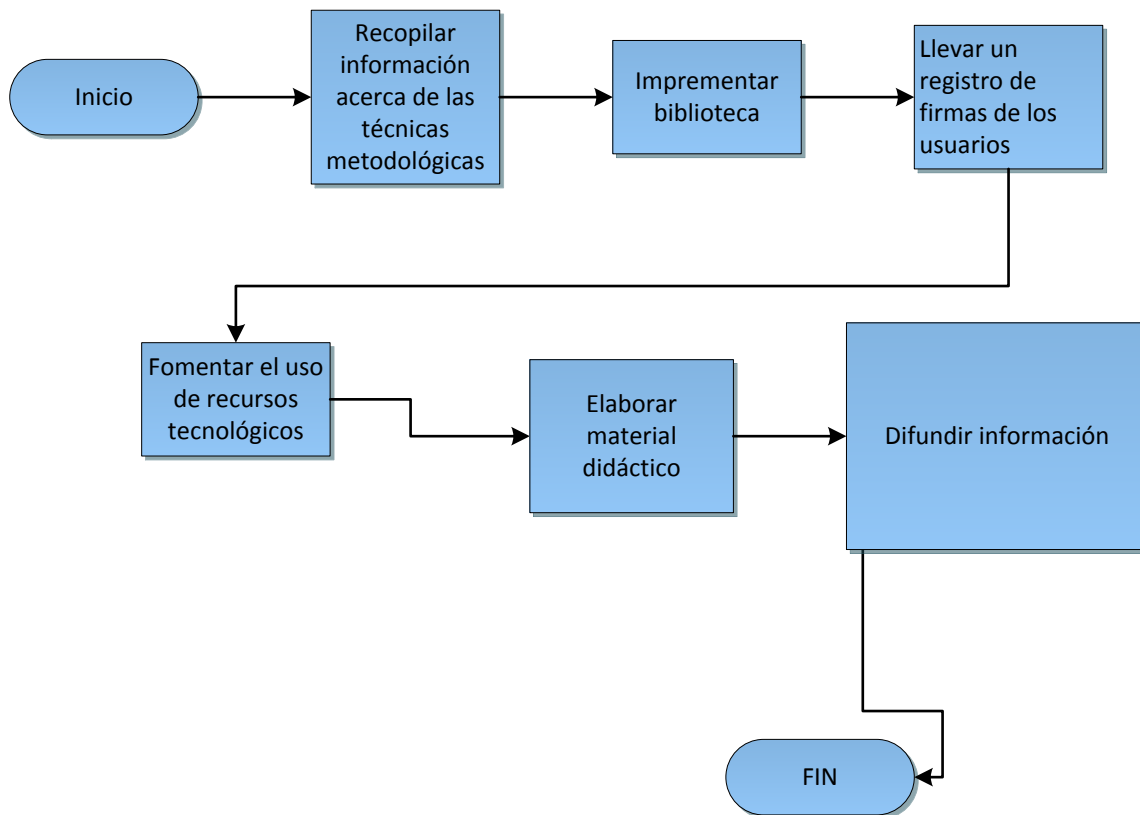 Inicio
Recopilar
información
acerca de las
técnicas
metodológicas
Imprementar
biblioteca
Llevar un
registro de
firmas de los
usuarios
Fomentar el uso
de recursos
tecnológicos
Elaborar
material
didáctico
Difundir información
FIN